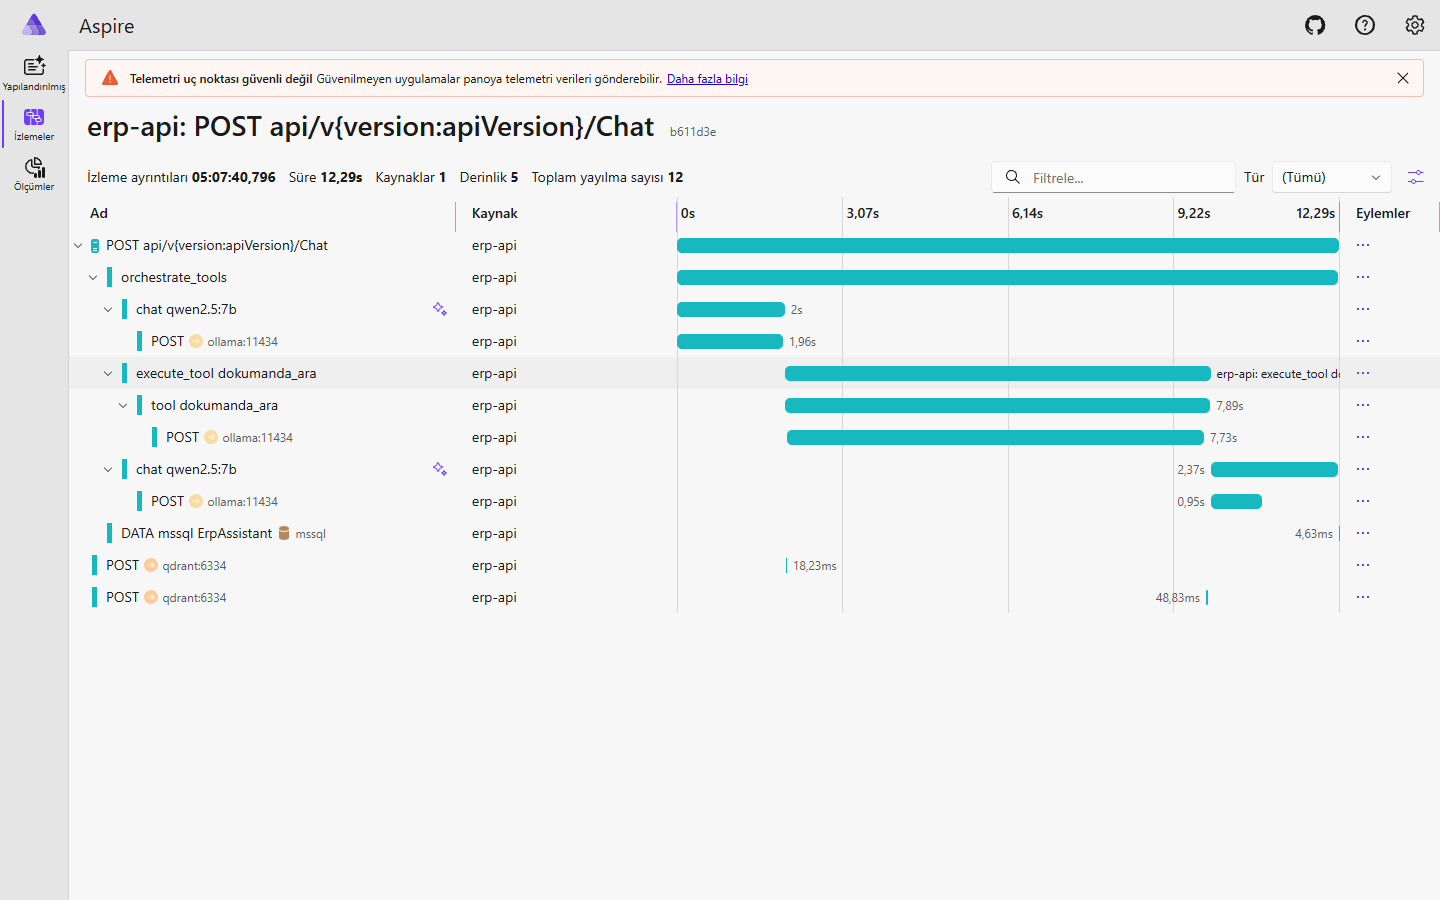 Aspire
Yapılandırılmış
İzlemeler
Ölçümler
Telemetri uç noktası güvenli değil Güvenilmeyen uygulamalar panoya telemetri verileri gönderebilir. Daha fazla bilgi
erp-api: POST api/v{version:apiVersion}/Chat b611d3e
İzleme ayrıntıları 05:07:40,796 Süre 12,29s Kaynaklar 1 Derinlik 5 Toplam yayılma sayısı 12
Filtrele... Tür (Tümü)
Ad Kaynak 0s 3,07s 6,14s 9,22s 12,29s Eylemler
POST api/v{version:apiVersion}/Chat erp-api
orchestrate_tools erp-api
chat qwen2.5:7b erp-api 2s
POST ollama:11434 erp-api 1,96s
execute_tool dokumanda_ara erp-api erp-api: execute_tool
tool dokumanda_ara erp-api 7,89s
POST ollama:11434 erp-api 7,73s
chat qwen2.5:7b erp-api 2,37s
POST ollama:11434 erp-api 0,95s
DATA mssql ErpAssistant mssql erp-api 4,63ms
POST qdrant:6334 erp-api 18,23ms
POST qdrant:6334 erp-api 48,83ms